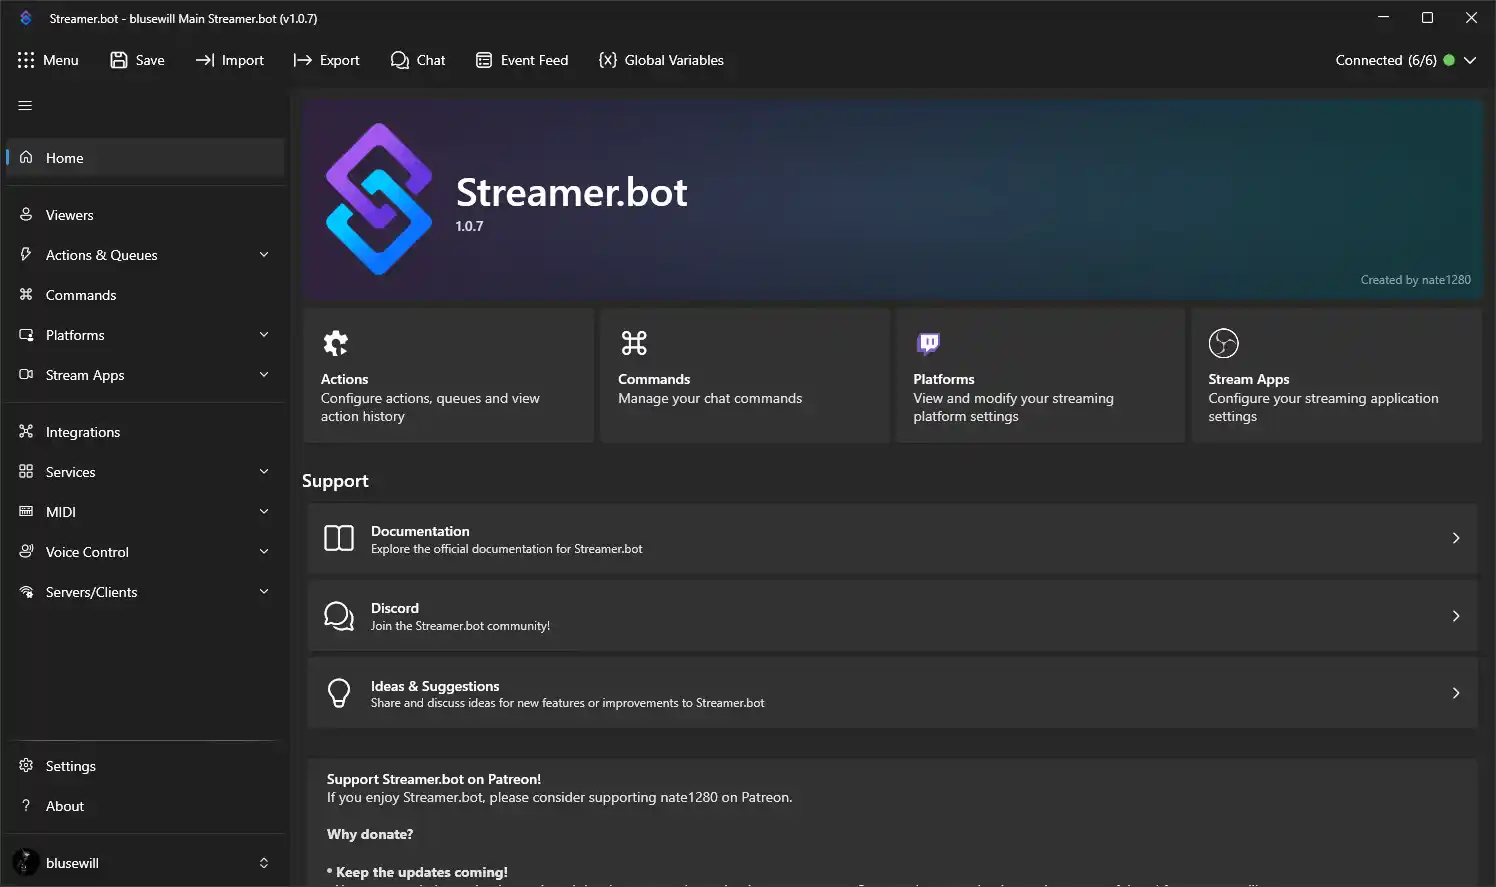 Streamer.bot - blusewill Main Streamer.bot (v1.0.7)
Menu
Save
Import
Export
Chat
Event Feed
{x} Global Variables
Connected (6/6)
Home
Viewers
Actions & Queues
Commands
Platforms
Stream Apps
Integrations
Services
MIDI
Voice Control
Servers/Clients
Settings
? About
blusewill
Streamer.bot
1.0.7
Created by nate1280
Actions
Configure actions, queues and view
action history
Commands
Manage your chat commands
Platforms
View and modify your streaming
platform settings
Stream Apps
Configure your streaming application
settings
Support
Documentation
Explore the official documentation for Streamer.bot
Discord
Join the Streamer.bot community!
Ideas & Suggestions
Share and discuss ideas for new features or improvements to Streamer.bot
Support Streamer.bot on Patreon!
If you enjoy Streamer.bot, please consider supporting nate1280 on Patreon.
Why donate?
* Keep the updates coming!